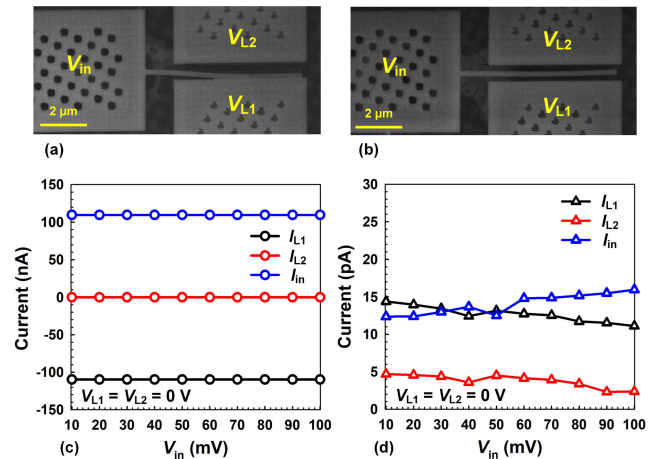 V_L2
V_in
V_L1
2 µm
(a)
V_L2
V_in
V_L1
2 µm
(b)
150
100
50
0
-50
-100
-150
Current (nA)
I_L1
I_L2
I_in
V_L1 = V_L2 = 0 V
10 20 30 40 50 60 70 80 90 100
(c)
V_in (mV)
30
25
20
15
10
5
0
Current (pA)
I_L1
I_L2
I_in
V_L1 = V_L2 = 0 V
10 20 30 40 50 60 70 80 90 100
V_in (mV)
(d)